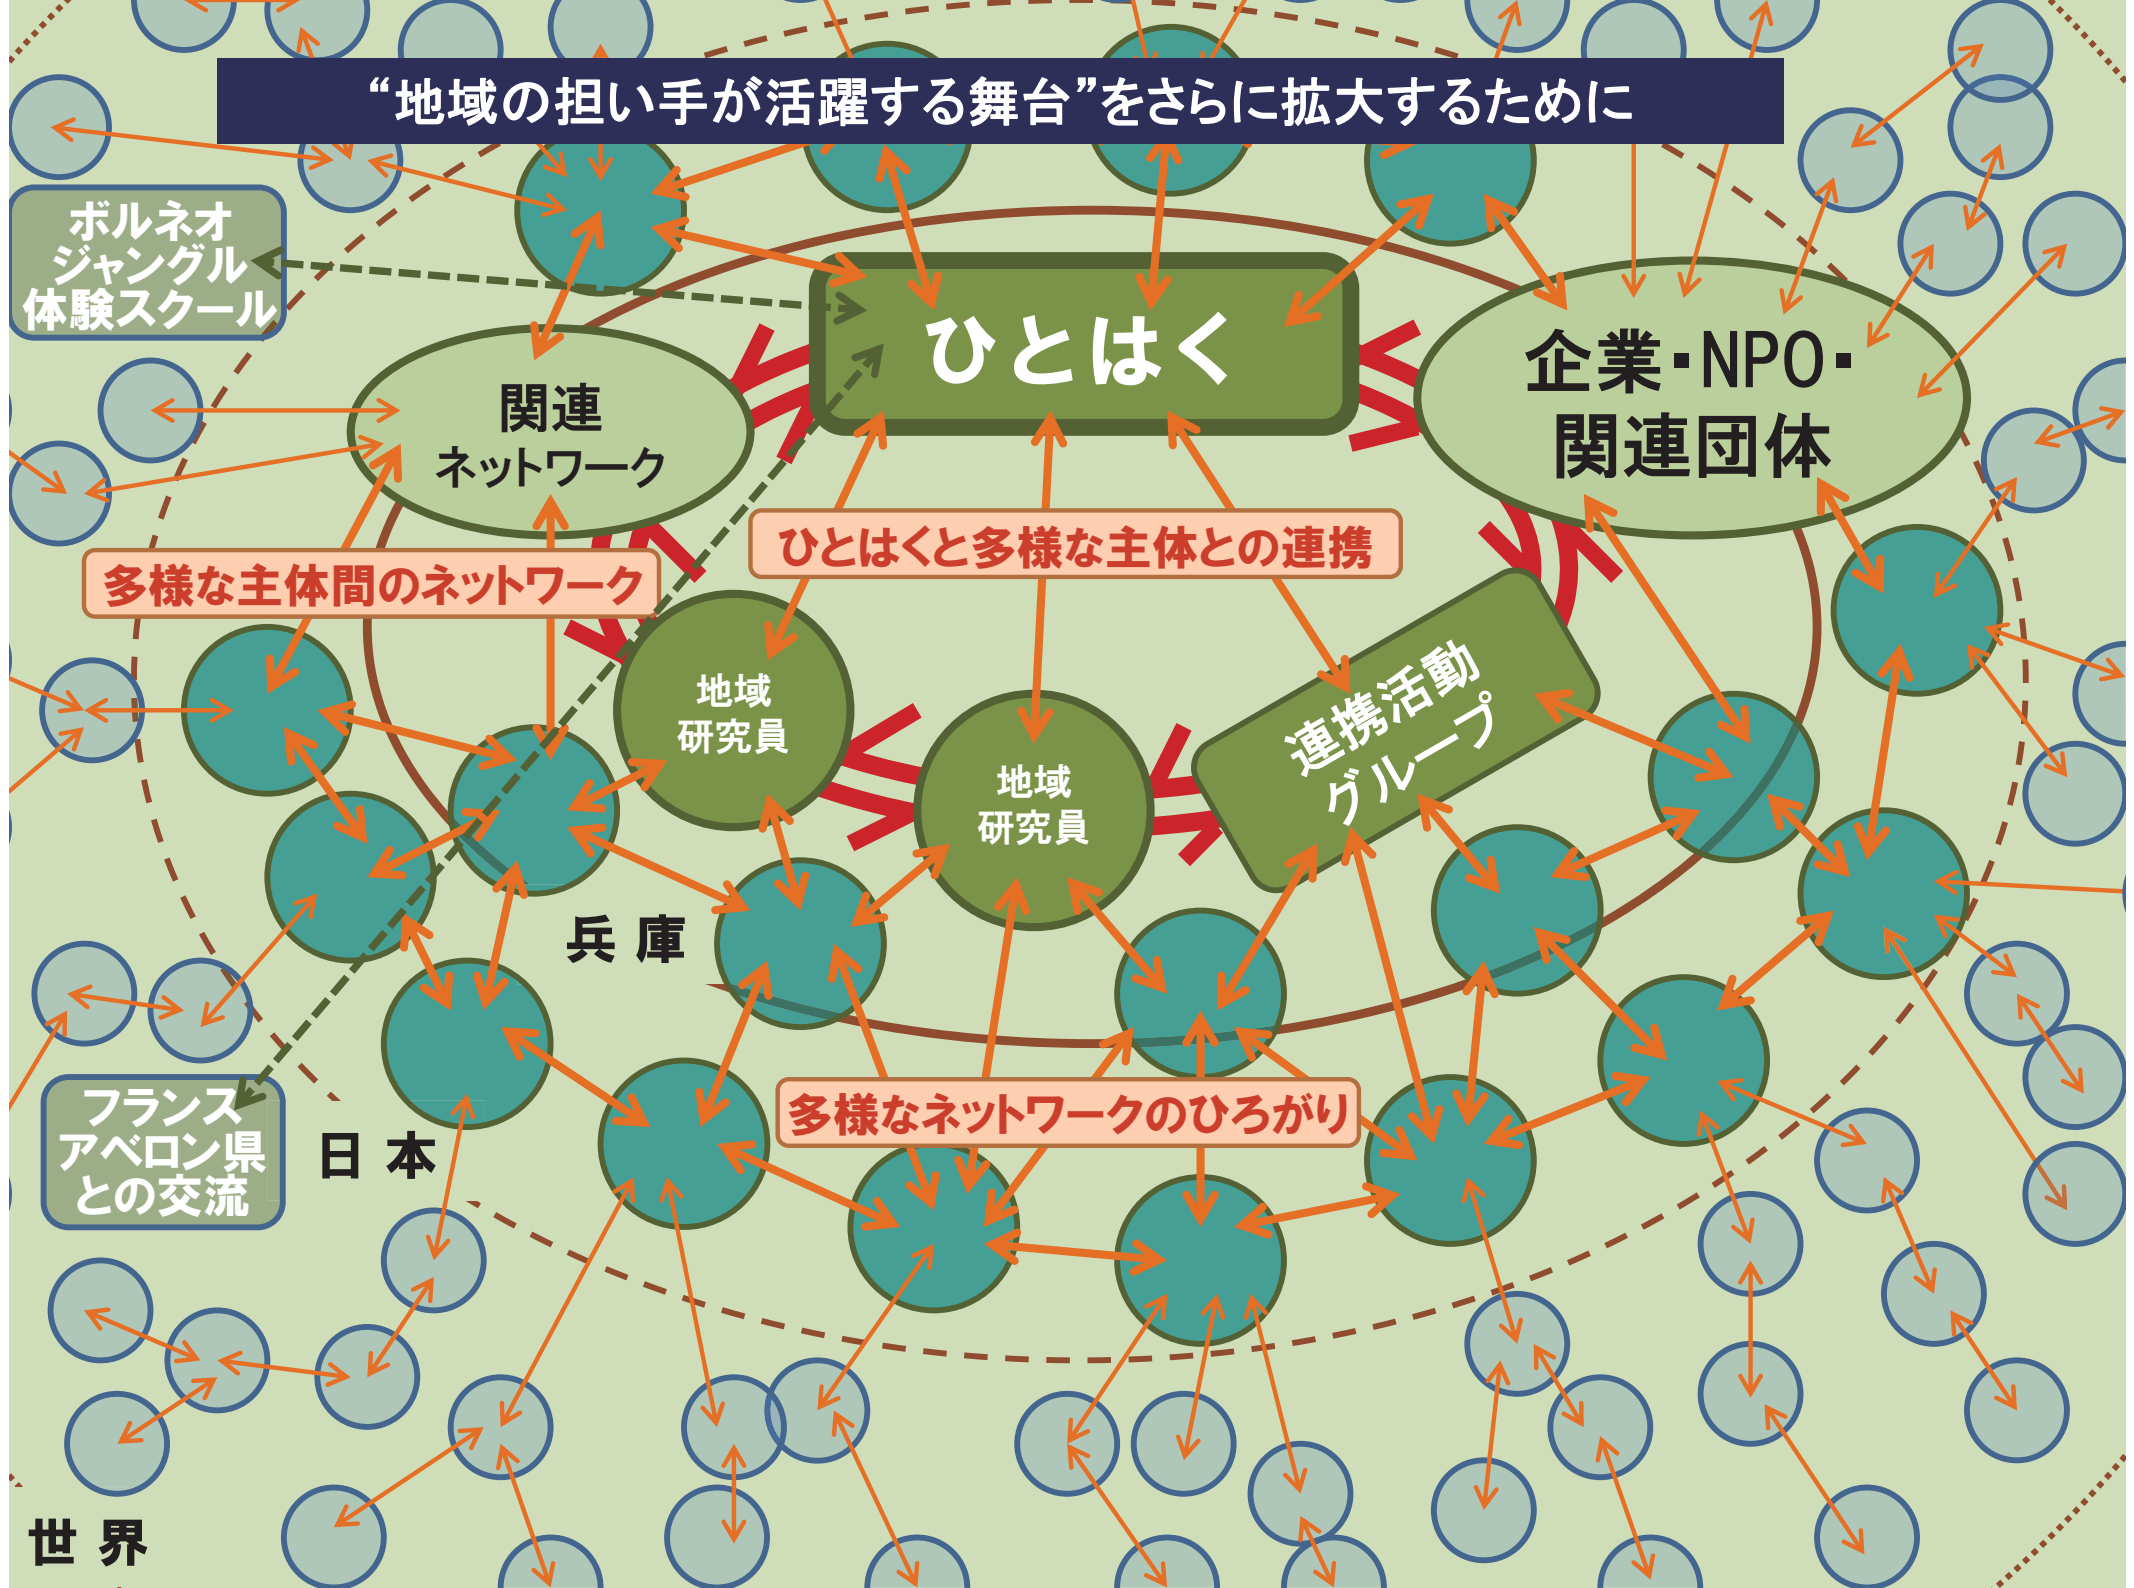 “地域の担い手が活躍する舞台”をさらに拡大するために
ボルネオ
ジャングル
体験スクール
ひとはく
企業・NPO・
関連団体
関連
ネットワーク
ひとはくと多様な主体との連携
多様な主体間のネットワーク
地域
研究員
連携活動
グループ
地域
研究員
兵 庫
フランス
アベロン県
との交流
日 本
多様なネットワークのひろがり
世 界